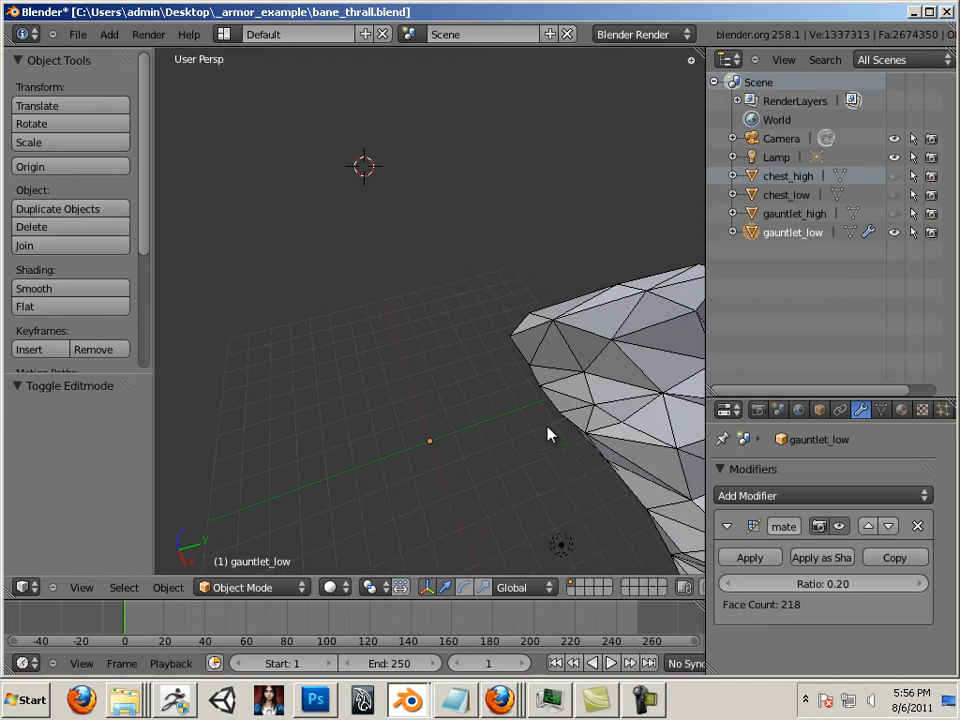 Blender* [C:\Users\admin\Desktop\_armor_example\bane_thrall.blend]
File Add Render Help Default Scene Blender Render blender.org 258.1 | Ve:1337313 | Fa:2674350 |
Object Tools
Transform:
Translate
Rotate
Scale
Origin
Object:
Duplicate Objects
Delete
Join
Shading:
Smooth
Flat
Keyframes:
Insert Remove
Toggle Editmode
User Persp
(1) gauntlet_low
View Search All Scenes
Scene
RenderLayers
World
Camera
Lamp
chest_high
chest_low
gauntlet_high
gauntlet_low
gauntlet_low
Modifiers
Add Modifier
mate
Apply Apply as Sha Copy
Ratio: 0.20
Face Count: 218
View Select Object Object Mode Global
-40 -20 0 20 40 60 80 100 120 140 160 180 200 220 240 260
View Frame Playback Start: 1 End: 250 1 No Sync
Start Ps 5:56 PM
8/6/2011